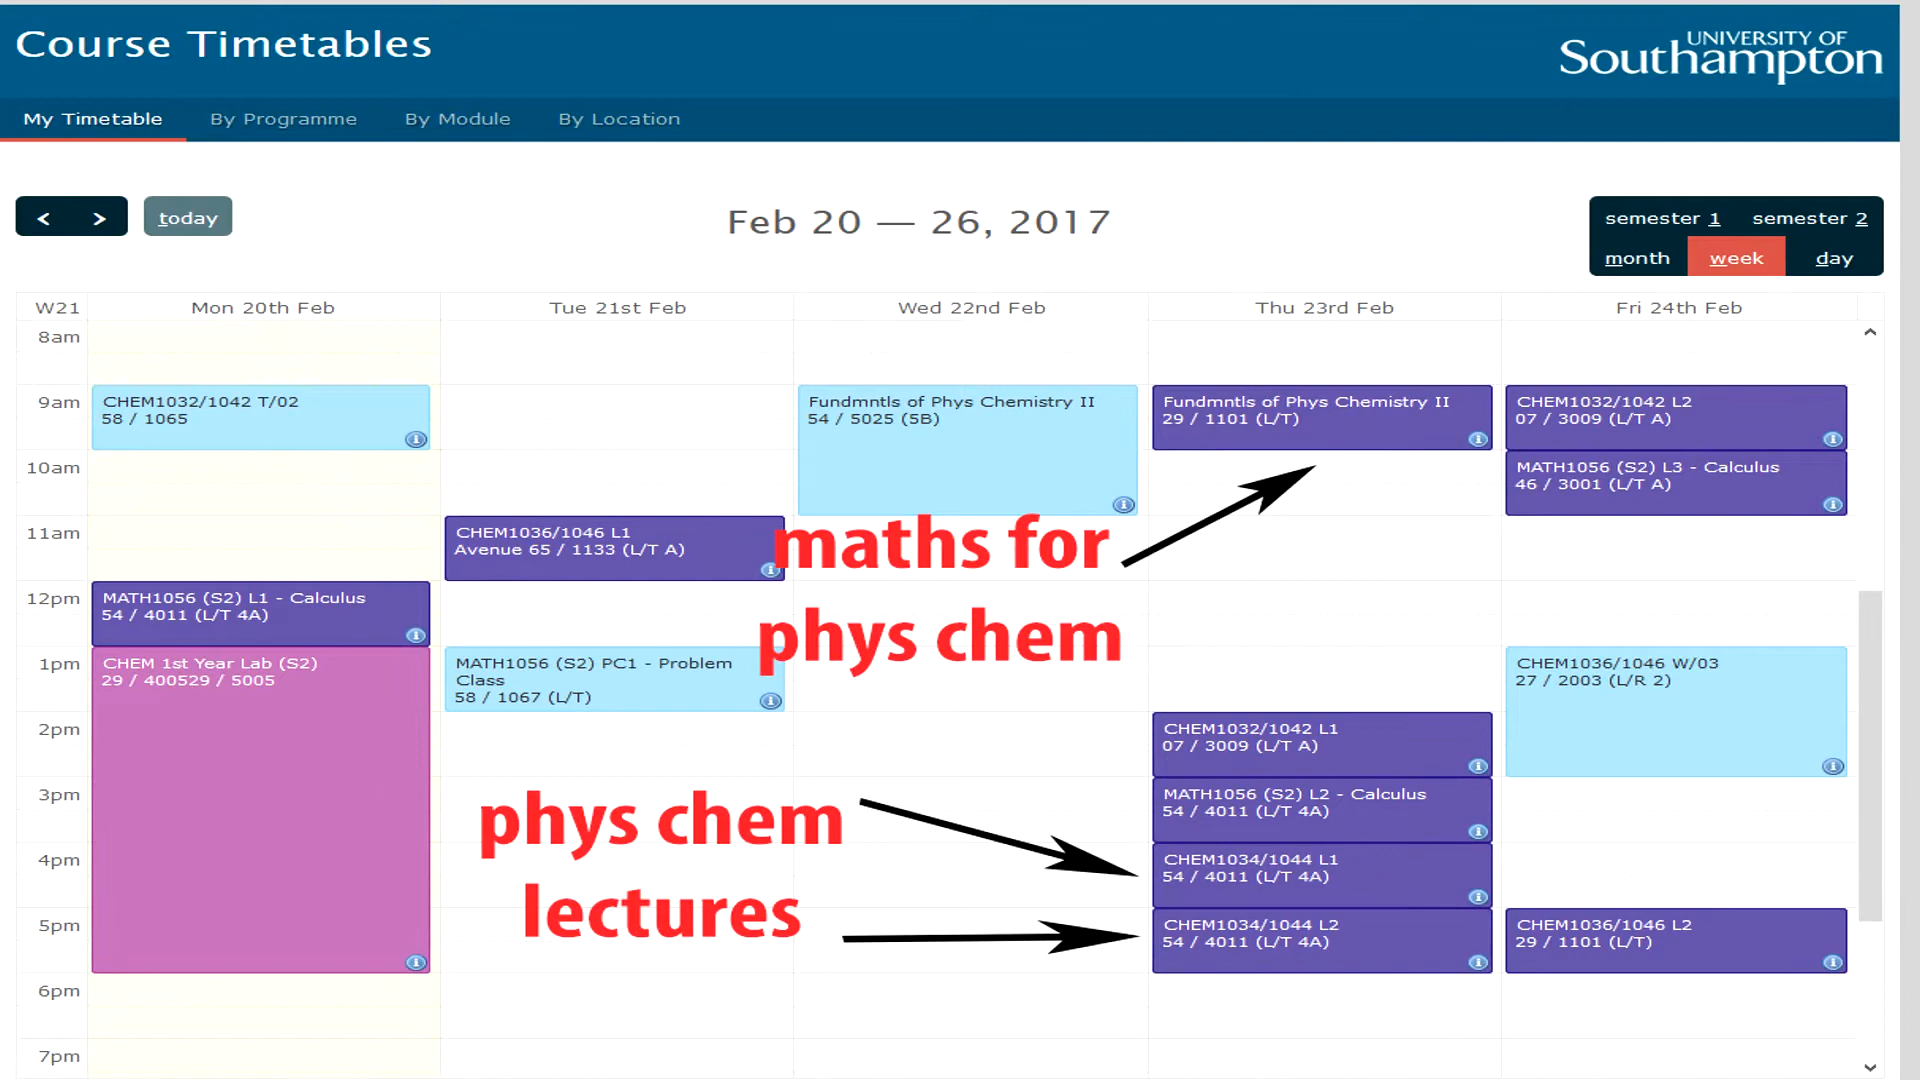 Course Timetables
UNIVERSITY OF
Southampton
My Timetable By Programme By Module By Location
< > today
Feb 20 — 26, 2017
semester 1 semester 2
month week day
W21 Mon 20th Feb Tue 21st Feb Wed 22nd Feb Thu 23rd Feb Fri 24th Feb
8am
9am
10am
11am
12pm
1pm
2pm
3pm
4pm
5pm
6pm
7pm
CHEM1032/1042 T/02
58 / 1065
MATH1056 (S2) L1 - Calculus
54 / 4011 (L/T 4A)
CHEM 1st Year Lab (S2)
29 / 400529 / 5005
CHEM1036/1046 L1
Avenue 65 / 1133 (L/T A)
MATH1056 (S2) PC1 - Problem
Class
58 / 1067 (L/T)
Fundmntls of Phys Chemistry II
54 / 5025 (5B)
Fundmntls of Phys Chemistry II
29 / 1101 (L/T)
CHEM1032/1042 L1
07 / 3009 (L/T A)
MATH1056 (S2) L2 - Calculus
54 / 4011 (L/T 4A)
CHEM1034/1044 L1
54 / 4011 (L/T 4A)
CHEM1034/1044 L2
54 / 4011 (L/T 4A)
CHEM1032/1042 L2
07 / 3009 (L/T A)
MATH1056 (S2) L3 - Calculus
46 / 3001 (L/T A)
CHEM1036/1046 W/03
27 / 2003 (L/R 2)
CHEM1036/1046 L2
29 / 1101 (L/T)
maths for
phys chem
phys chem
lectures